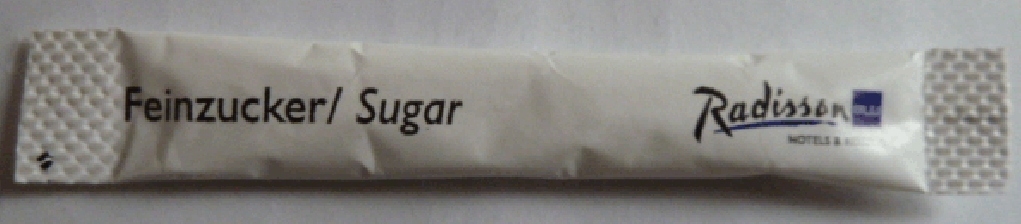 Feinzucker/ Sugar
Radisson
HOTELS &